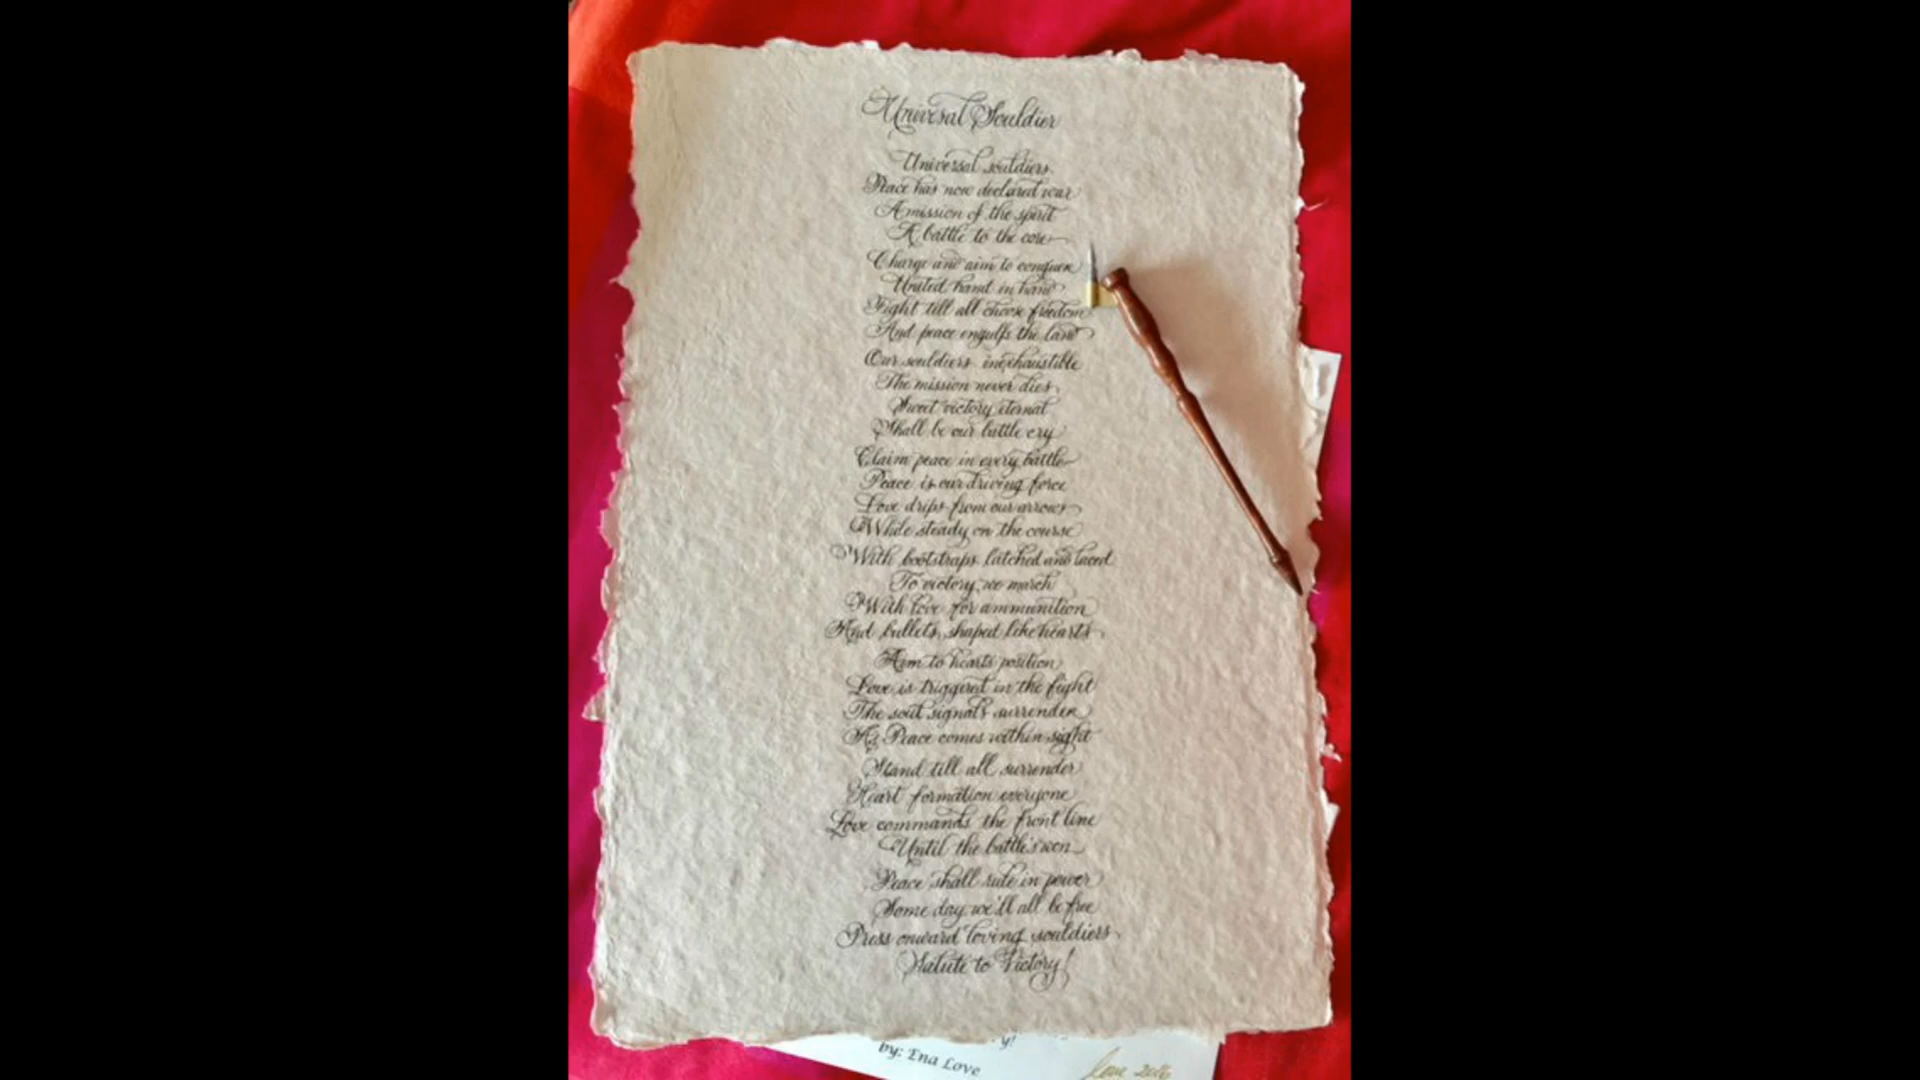 Universal Souldier
Universal souldiers
Peace has now declared war
A mission of the spirit
A battle to the core
Charge and aim to conquer
United hand in hand
Fight till all choose freedom
And peace engulfs the land
Our souldiers inexhaustible
The mission never dies
Sweet victory eternal
Shall be our battle cry
Claim peace in every battle
Peace is our driving force
Love drips from our arrows
While steady on the course
With bootstraps latched and laced
To victory we march
With love for ammunition
And bullets shaped like hearts
Aim to hearts position
Love is triggered in the fight
The soul signals surrender
As Peace comes within sight
Stand till all surrender
Heart formation everyone
Love commands the front line
Until the battle's won
Peace shall rule in power
Some day we'll all be free
Press onward loving souldiers
Salute to Victory!
y!
by: Ena Love